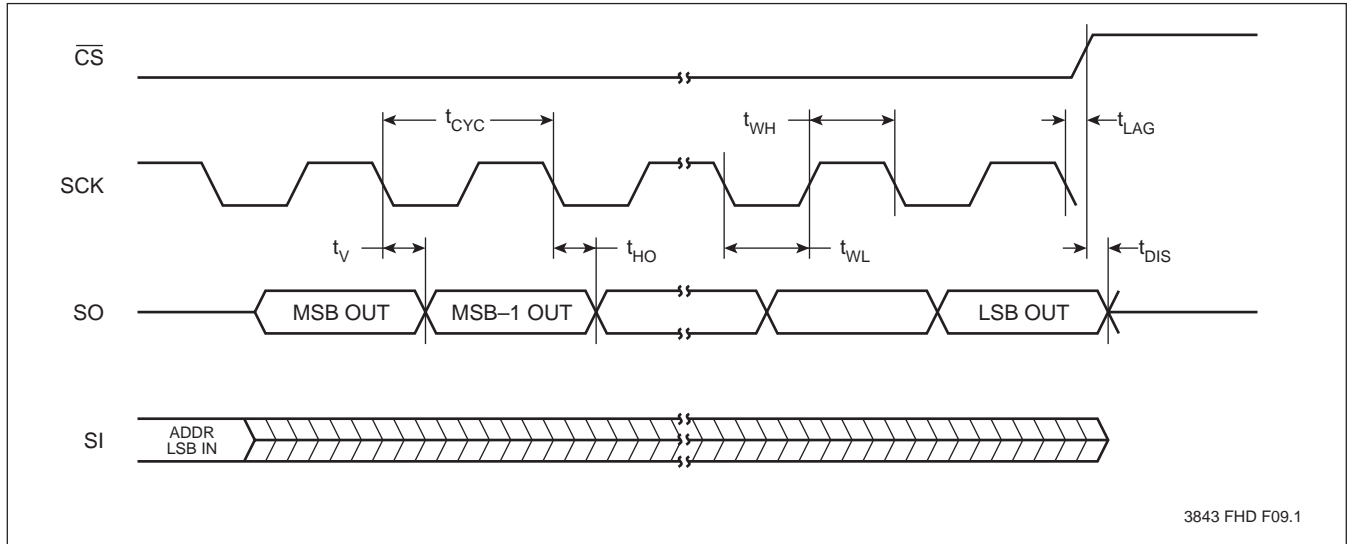 C̅S̅
tCYC
tWH
tLAG
SCK
tV
tHO
tWL
tDIS
SO
MSB OUT
MSB–1 OUT
LSB OUT
SI
ADDR
LSB IN
3843 FHD F09.1